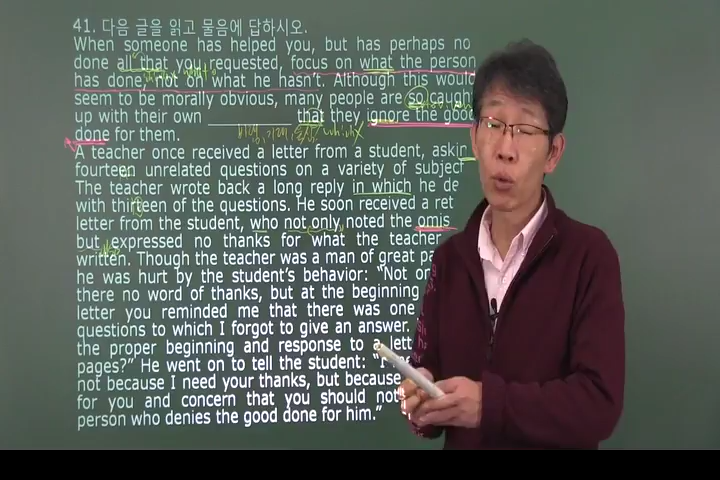 41. 다음 글을 읽고 물음에 답하시오.
When someone has helped you, but has perhaps no
done all that you requested, focus on what the person
has done, not on what he hasn't. Although this would
seem to be morally obvious, many people are so caugh
up with their own ____________ that they ignore the good
done for them.
A teacher once received a letter from a student, askin
fourteen unrelated questions on a variety of subject
The teacher wrote back a long reply in which he de
with thirteen of the questions. He soon received a ret
letter from the student, who not only noted the omis
but expressed no thanks for what the teacher
written. Though the teacher was a man of great pa
he was hurt by the student's behavior: "Not on
there no word of thanks, but at the beginning
letter you reminded me that there was one
questions to which I forgot to give an answer.
the proper beginning and response to a lett
pages?" He went on to tell the student: "I
not because I need your thanks, but because
for you and concern that you should not
person who denies the good done for him."